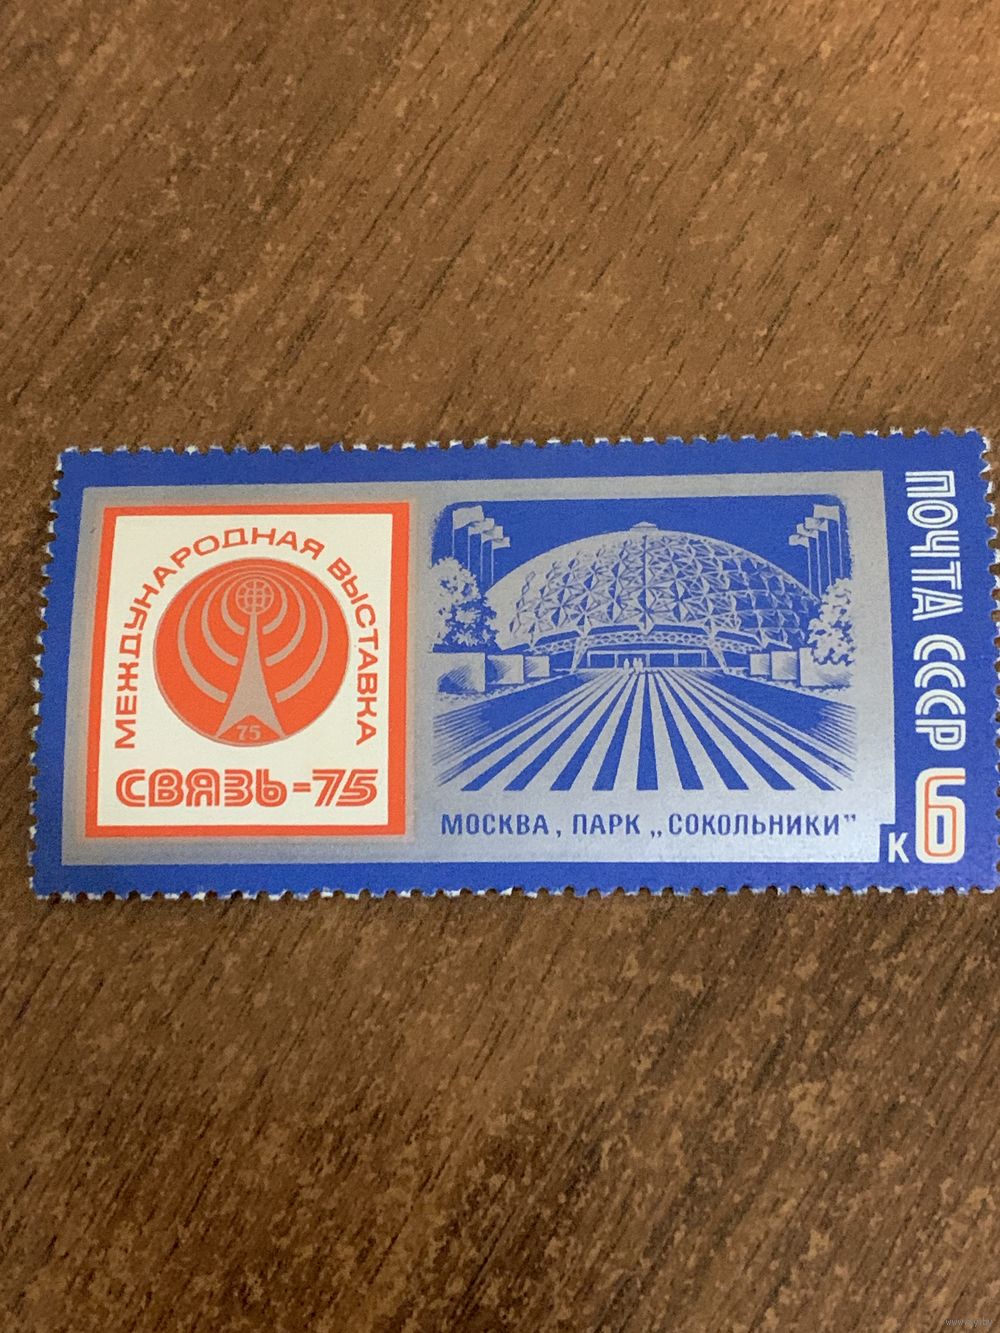 МЕЖДУНАРОДНАЯ ВЫСТАВКА
75
СВЯЗЬ-75
МОСКВА, ПАРК „СОКОЛЬНИКИ”
ПОЧТА СССР
6
К